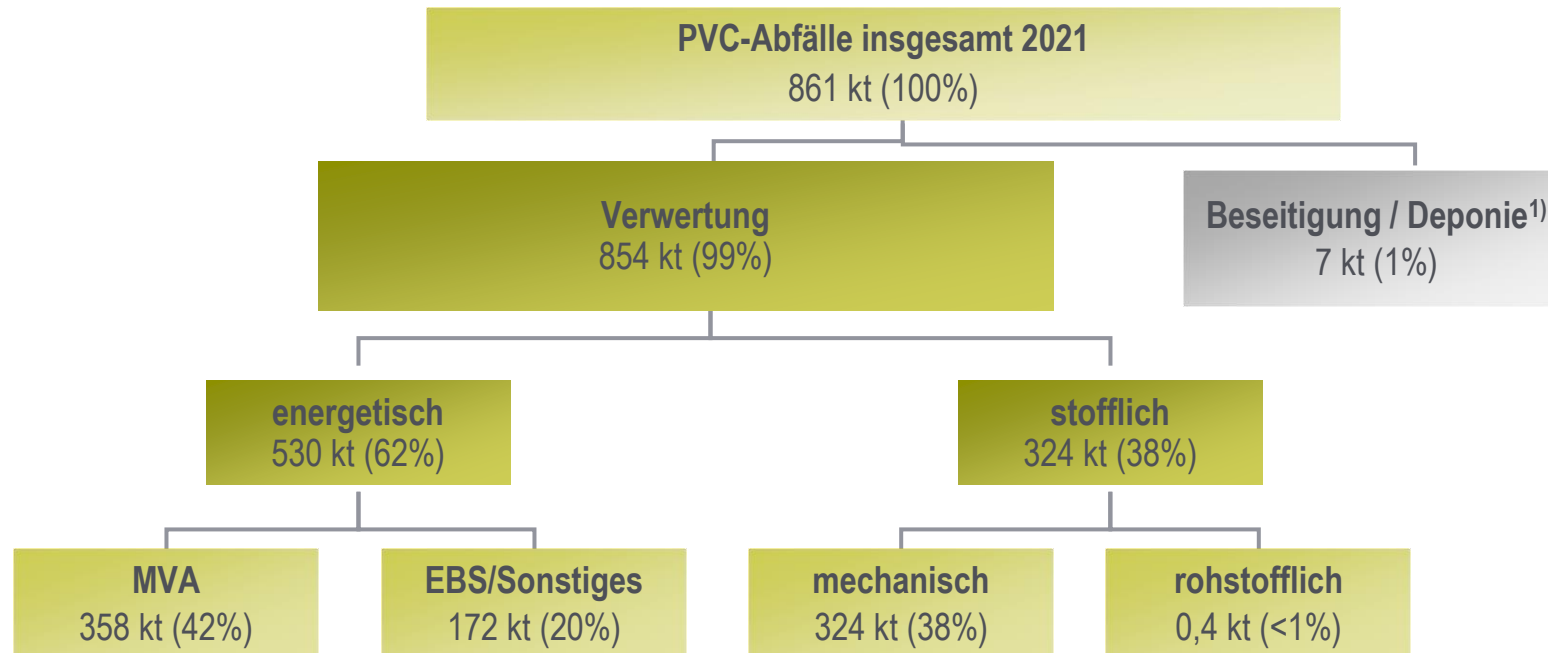 PVC-Abfälle insgesamt 2021
861 kt (100%)
Verwertung
854 kt (99%)
Beseitigung / Deponie¹⁾
7 kt (1%)
energetisch
530 kt (62%)
stofflich
324 kt (38%)
MVA
358 kt (42%)
EBS/Sonstiges
172 kt (20%)
mechanisch
324 kt (38%)
rohstofflich
0,4 kt (<1%)